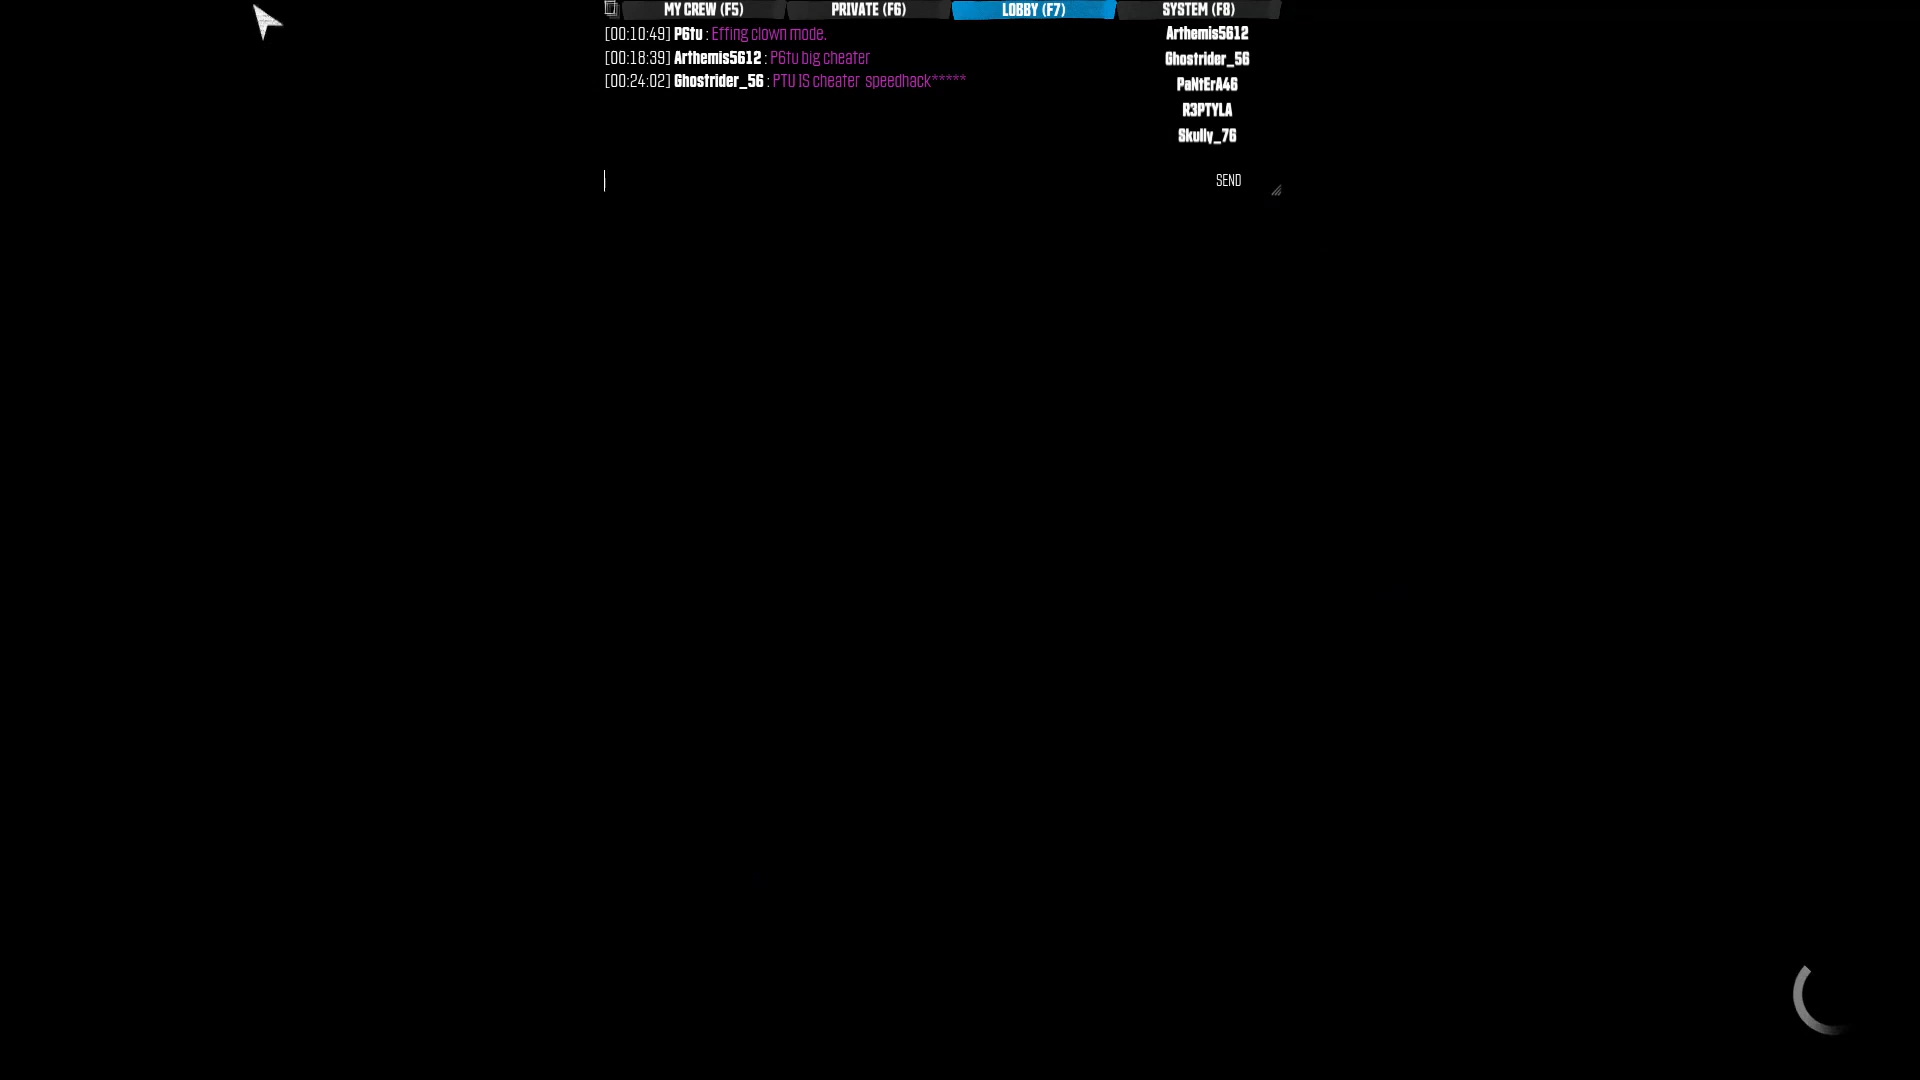 MY CREW (F5) PRIVATE (F6) LOBBY (F7) SYSTEM (F8)
[00:10:49] P6tu : Effing clown mode.
[00:18:39] Arthemis5612 : P6tu big cheater
[00:24:02] Ghostrider_56 : PTU IS cheater speedhack*****
Arthemis5612
Ghostrider_56
PaNtErA46
R3PTYLA
Skully_76
SEND